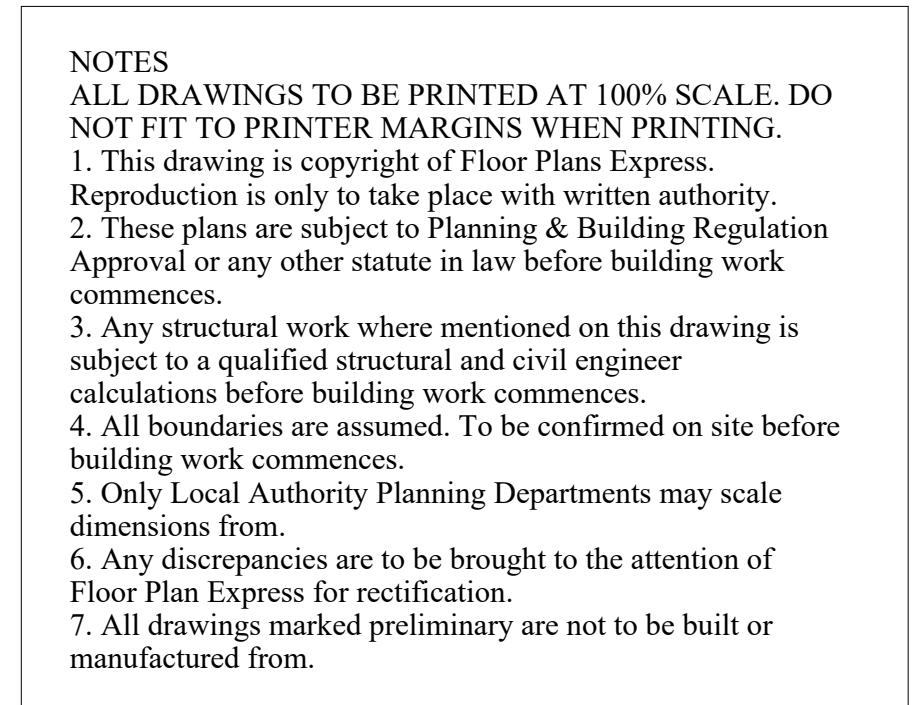 NOTES
ALL DRAWINGS TO BE PRINTED AT 100% SCALE. DO
NOT FIT TO PRINTER MARGINS WHEN PRINTING.
1. This drawing is copyright of Floor Plans Express.
Reproduction is only to take place with written authority.
2. These plans are subject to Planning & Building Regulation
Approval or any other statute in law before building work
commences.
3. Any structural work where mentioned on this drawing is
subject to a qualified structural and civil engineer
calculations before building work commences.
4. All boundaries are assumed. To be confirmed on site before
building work commences.
5. Only Local Authority Planning Departments may scale
dimensions from.
6. Any discrepancies are to be brought to the attention of
Floor Plan Express for rectification.
7. All drawings marked preliminary are not to be built or
manufactured from.